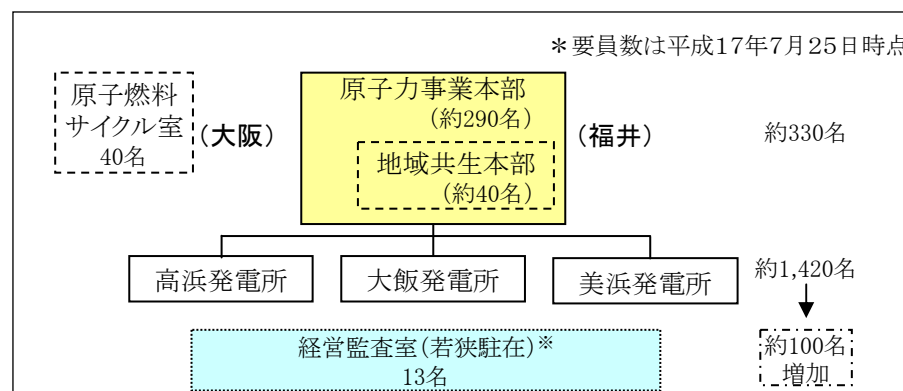 ＊要員数は平成17年7月25日時点
原子燃料
サイクル室
40名
(大阪)
原子力事業本部
(約290名)
地域共生本部
(約40名)
(福井)
約330名
高浜発電所
大飯発電所
美浜発電所
約1,420名
経営監査室(若狭駐在)※
13名
約100名
増加